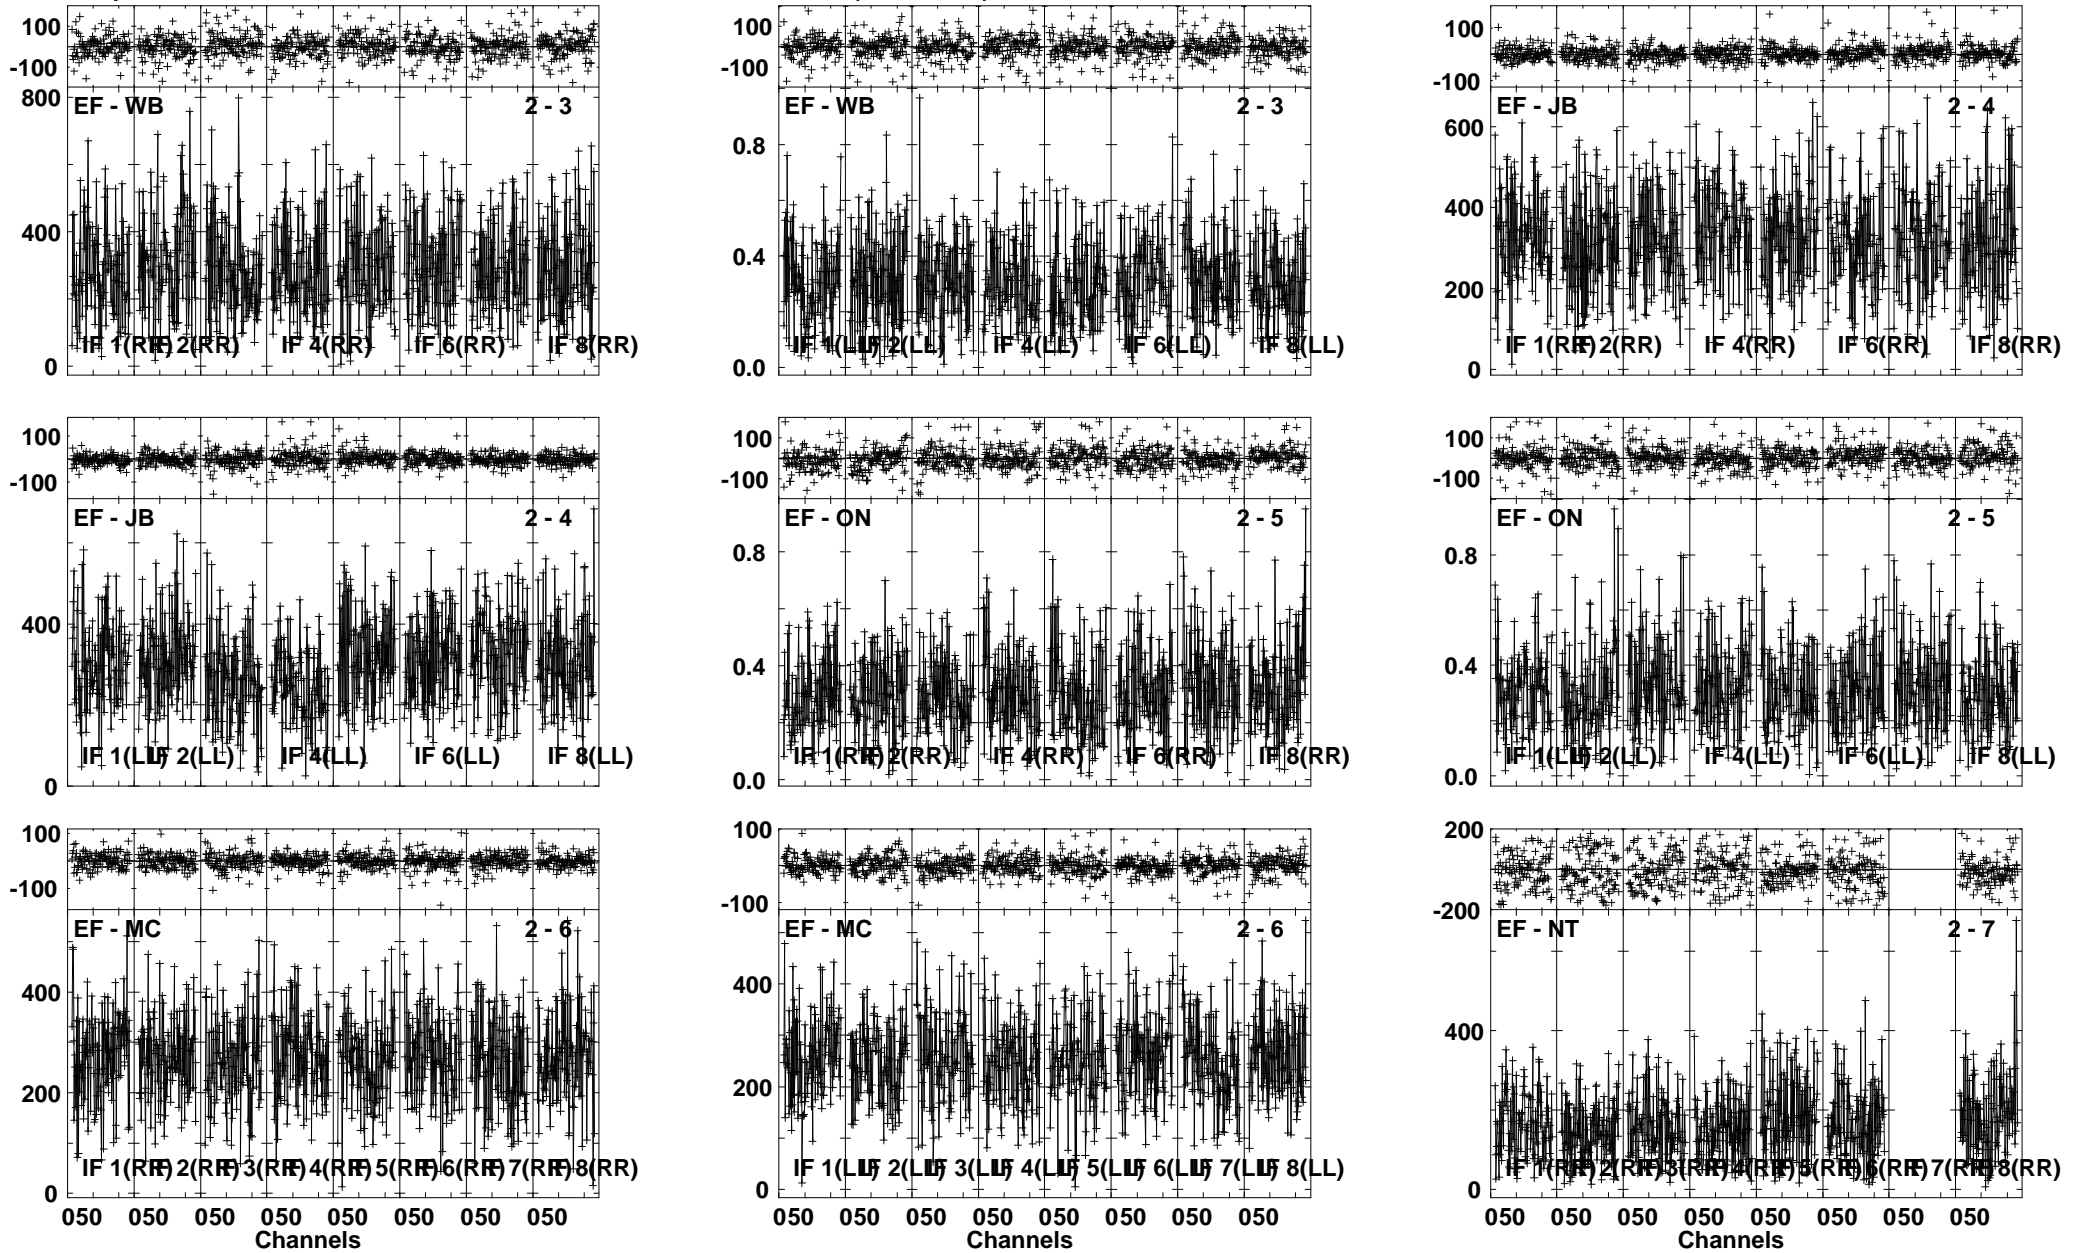 100
-100
800
EF - WB 2 - 3
400
IF 1(RR) IF 2(RR) IF 4(RR) IF 6(RR) IF 8(RR)
0
100
-100
EF - WB 2 - 3
0.8
0.4
IF 1(LL) IF 2(LL) IF 4(LL) IF 6(LL) IF 8(LL)
0.0
100
-100
EF - JB 2 - 4
600
400
200
IF 1(RR) IF 2(RR) IF 4(RR) IF 6(RR) IF 8(RR)
0
100
-100
EF - JB 2 - 4
400
IF 1(LL) IF 2(LL) IF 4(LL) IF 6(LL) IF 8(LL)
0
100
-100
EF - ON 2 - 5
0.8
0.4
IF 1(RR) IF 2(RR) IF 4(RR) IF 6(RR) IF 8(RR)
0.0
100
-100
EF - ON 2 - 5
0.8
0.4
IF 1(LL) IF 2(LL) IF 4(LL) IF 6(LL) IF 8(LL)
0.0
100
-100
EF - MC 2 - 6
400
200
IF 1(RR) IF 2(RR) IF 3(RR) IF 4(RR) IF 5(RR) IF 6(RR) IF 7(RR) IF 8(RR)
0
050 050 050 050 050 050 050 050
Channels
100
-100
EF - MC 2 - 6
400
200
IF 1(LL) IF 2(LL) IF 3(LL) IF 4(LL) IF 5(LL) IF 6(LL) IF 7(LL) IF 8(LL)
0
050 050 050 050 050 050 050 050
Channels
200
-200
EF - NT 2 - 7
400
IF 1(RR) IF 2(RR) IF 3(RR) IF 4(RR) IF 5(RR) IF 6(RR) IF 7(RR) IF 8(RR)
0
050 050 050 050 050 050 050 050
Channels